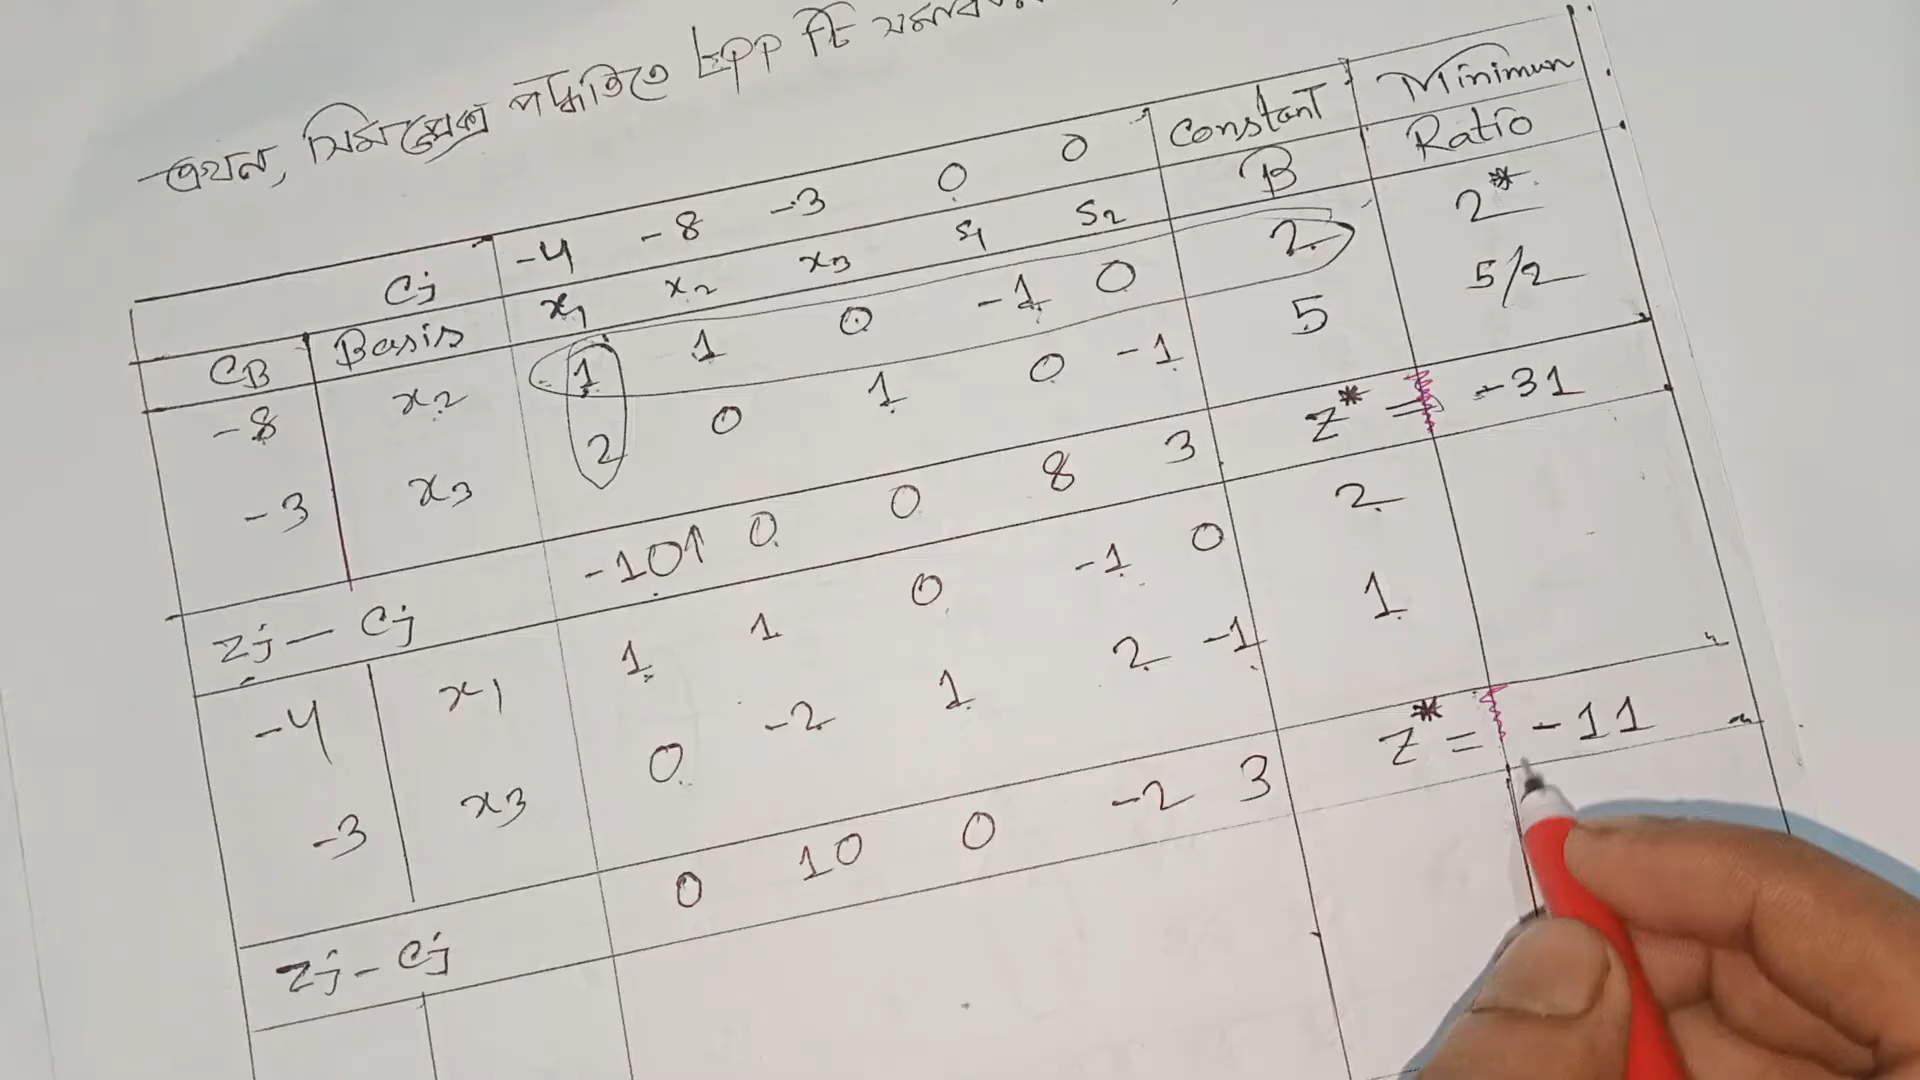 এখন, সিমপ্লেক্স পদ্ধতিতে Lpp টি
Cj -4 -8 -3 0 0 Constant B Minimun Ratio
CB Basis x1 x2 x3 s1 s2
-8 x2 1 1 0 -1 0 2 2*
-3 x3 2 0 1 0 -1 5 5/2
zj - cj -10↑ 0 0 8 3 z* = -31
-4 x1 1 1 0 -1 0 2
-3 x3 0 -2 1 2 -1 1
zj - cj 0 10 0 -2 3 z* = -11